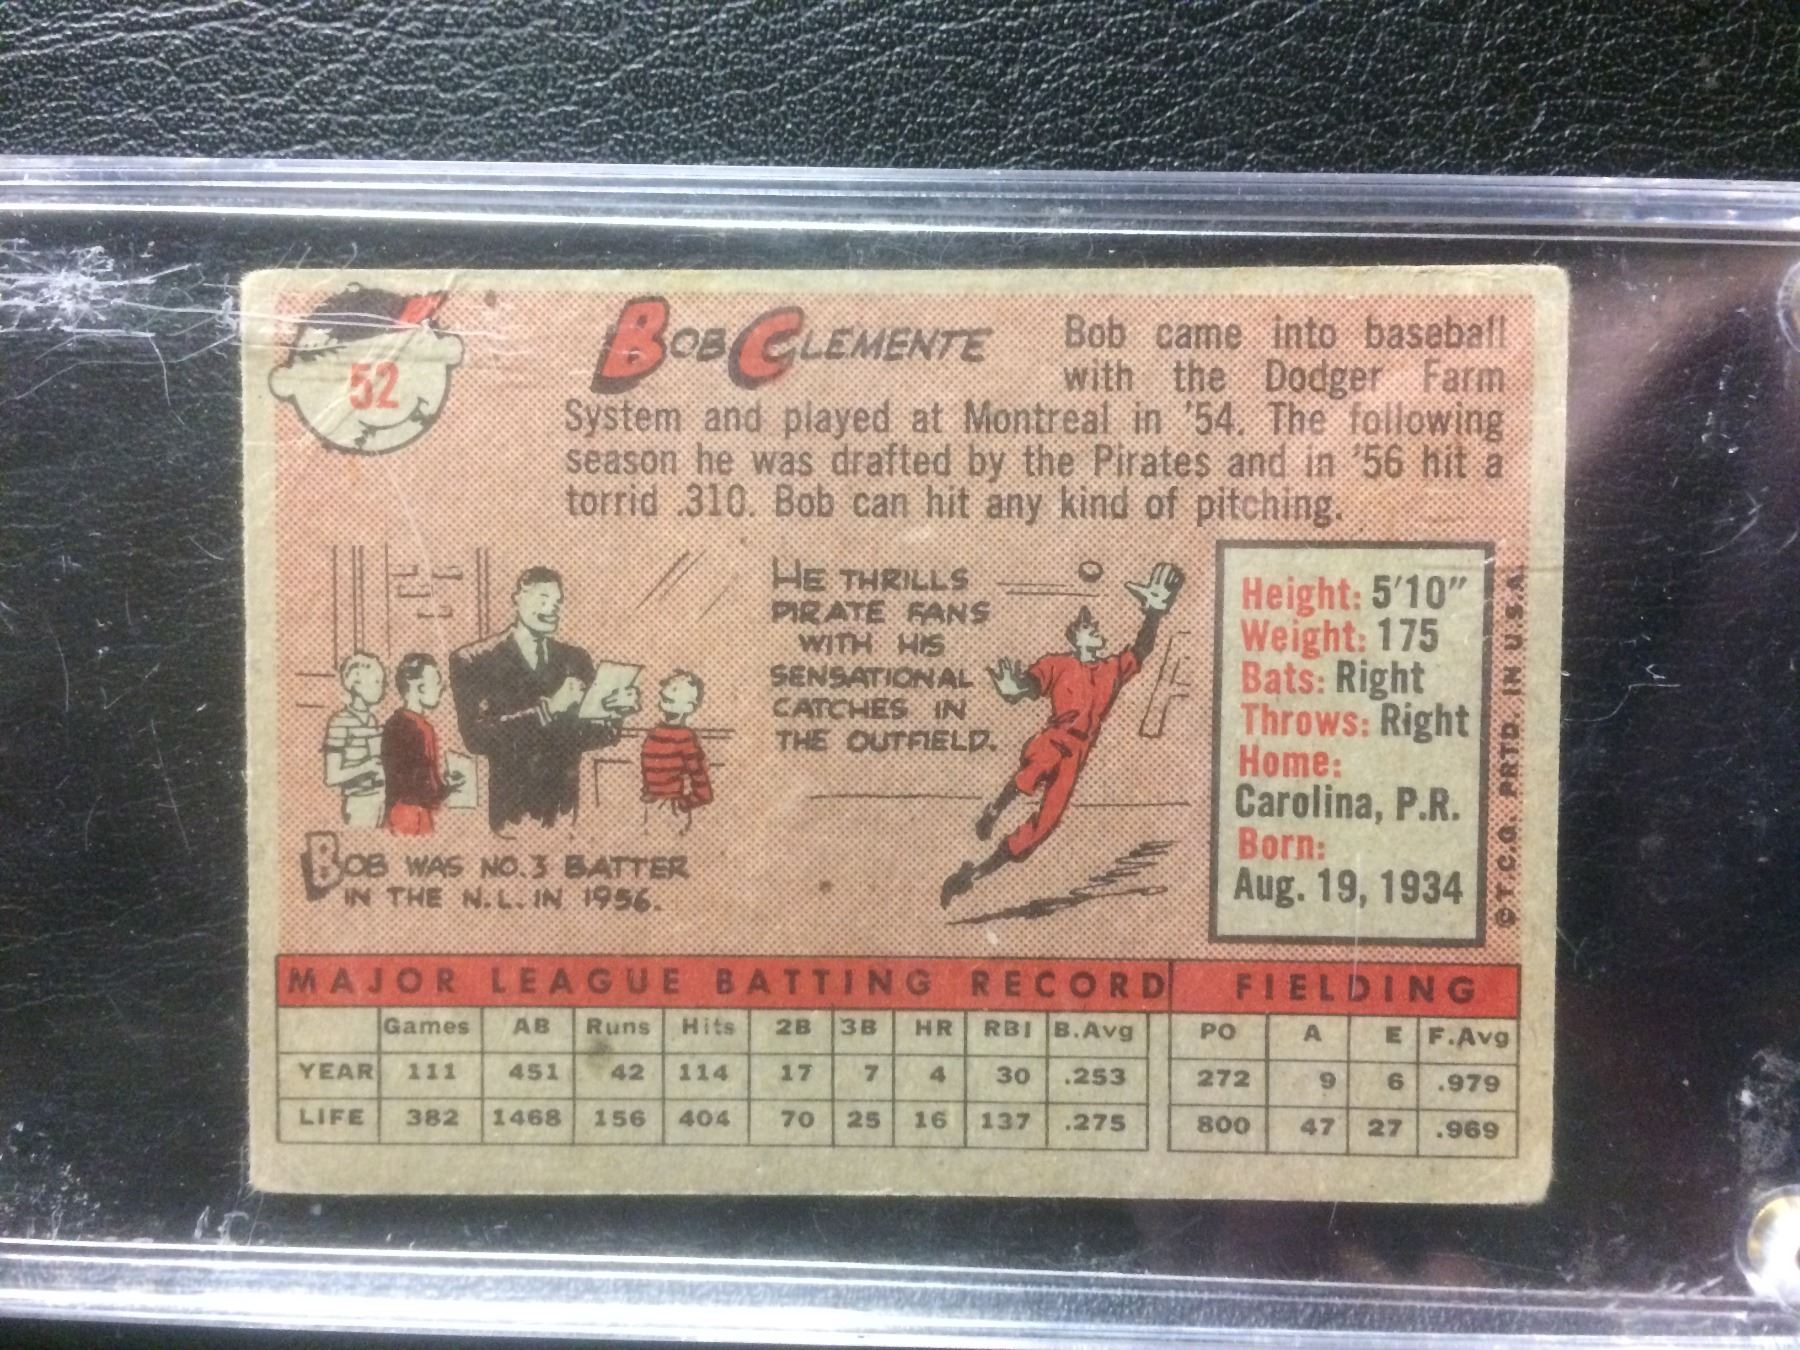 52
BOB CLEMENTE
Bob came into baseball
with the Dodger Farm
System and played at Montreal in '54. The following
season he was drafted by the Pirates and in '56 hit a
torrid .310. Bob can hit any kind of pitching.
BOB WAS NO.3 BATTER
IN THE N.L. IN 1956.
HE THRILLS
PIRATE FANS
WITH HIS
SENSATIONAL
CATCHES IN
THE OUTFIELD.
Height: 5'10"
Weight: 175
Bats: Right
Throws: Right
Home:
Carolina, P.R.
Born:
Aug. 19, 1934
© T.C.G. PRTD. IN U.S.A.
MAJOR LEAGUE BATTING RECORD FIELDING
Games AB Runs Hits 2B 3B HR RBI B.Avg PO A E F.Avg
YEAR 111 451 42 114 17 7 4 30 .253 272 9 6 .979
LIFE 382 1468 156 404 70 25 16 137 .275 800 47 27 .969